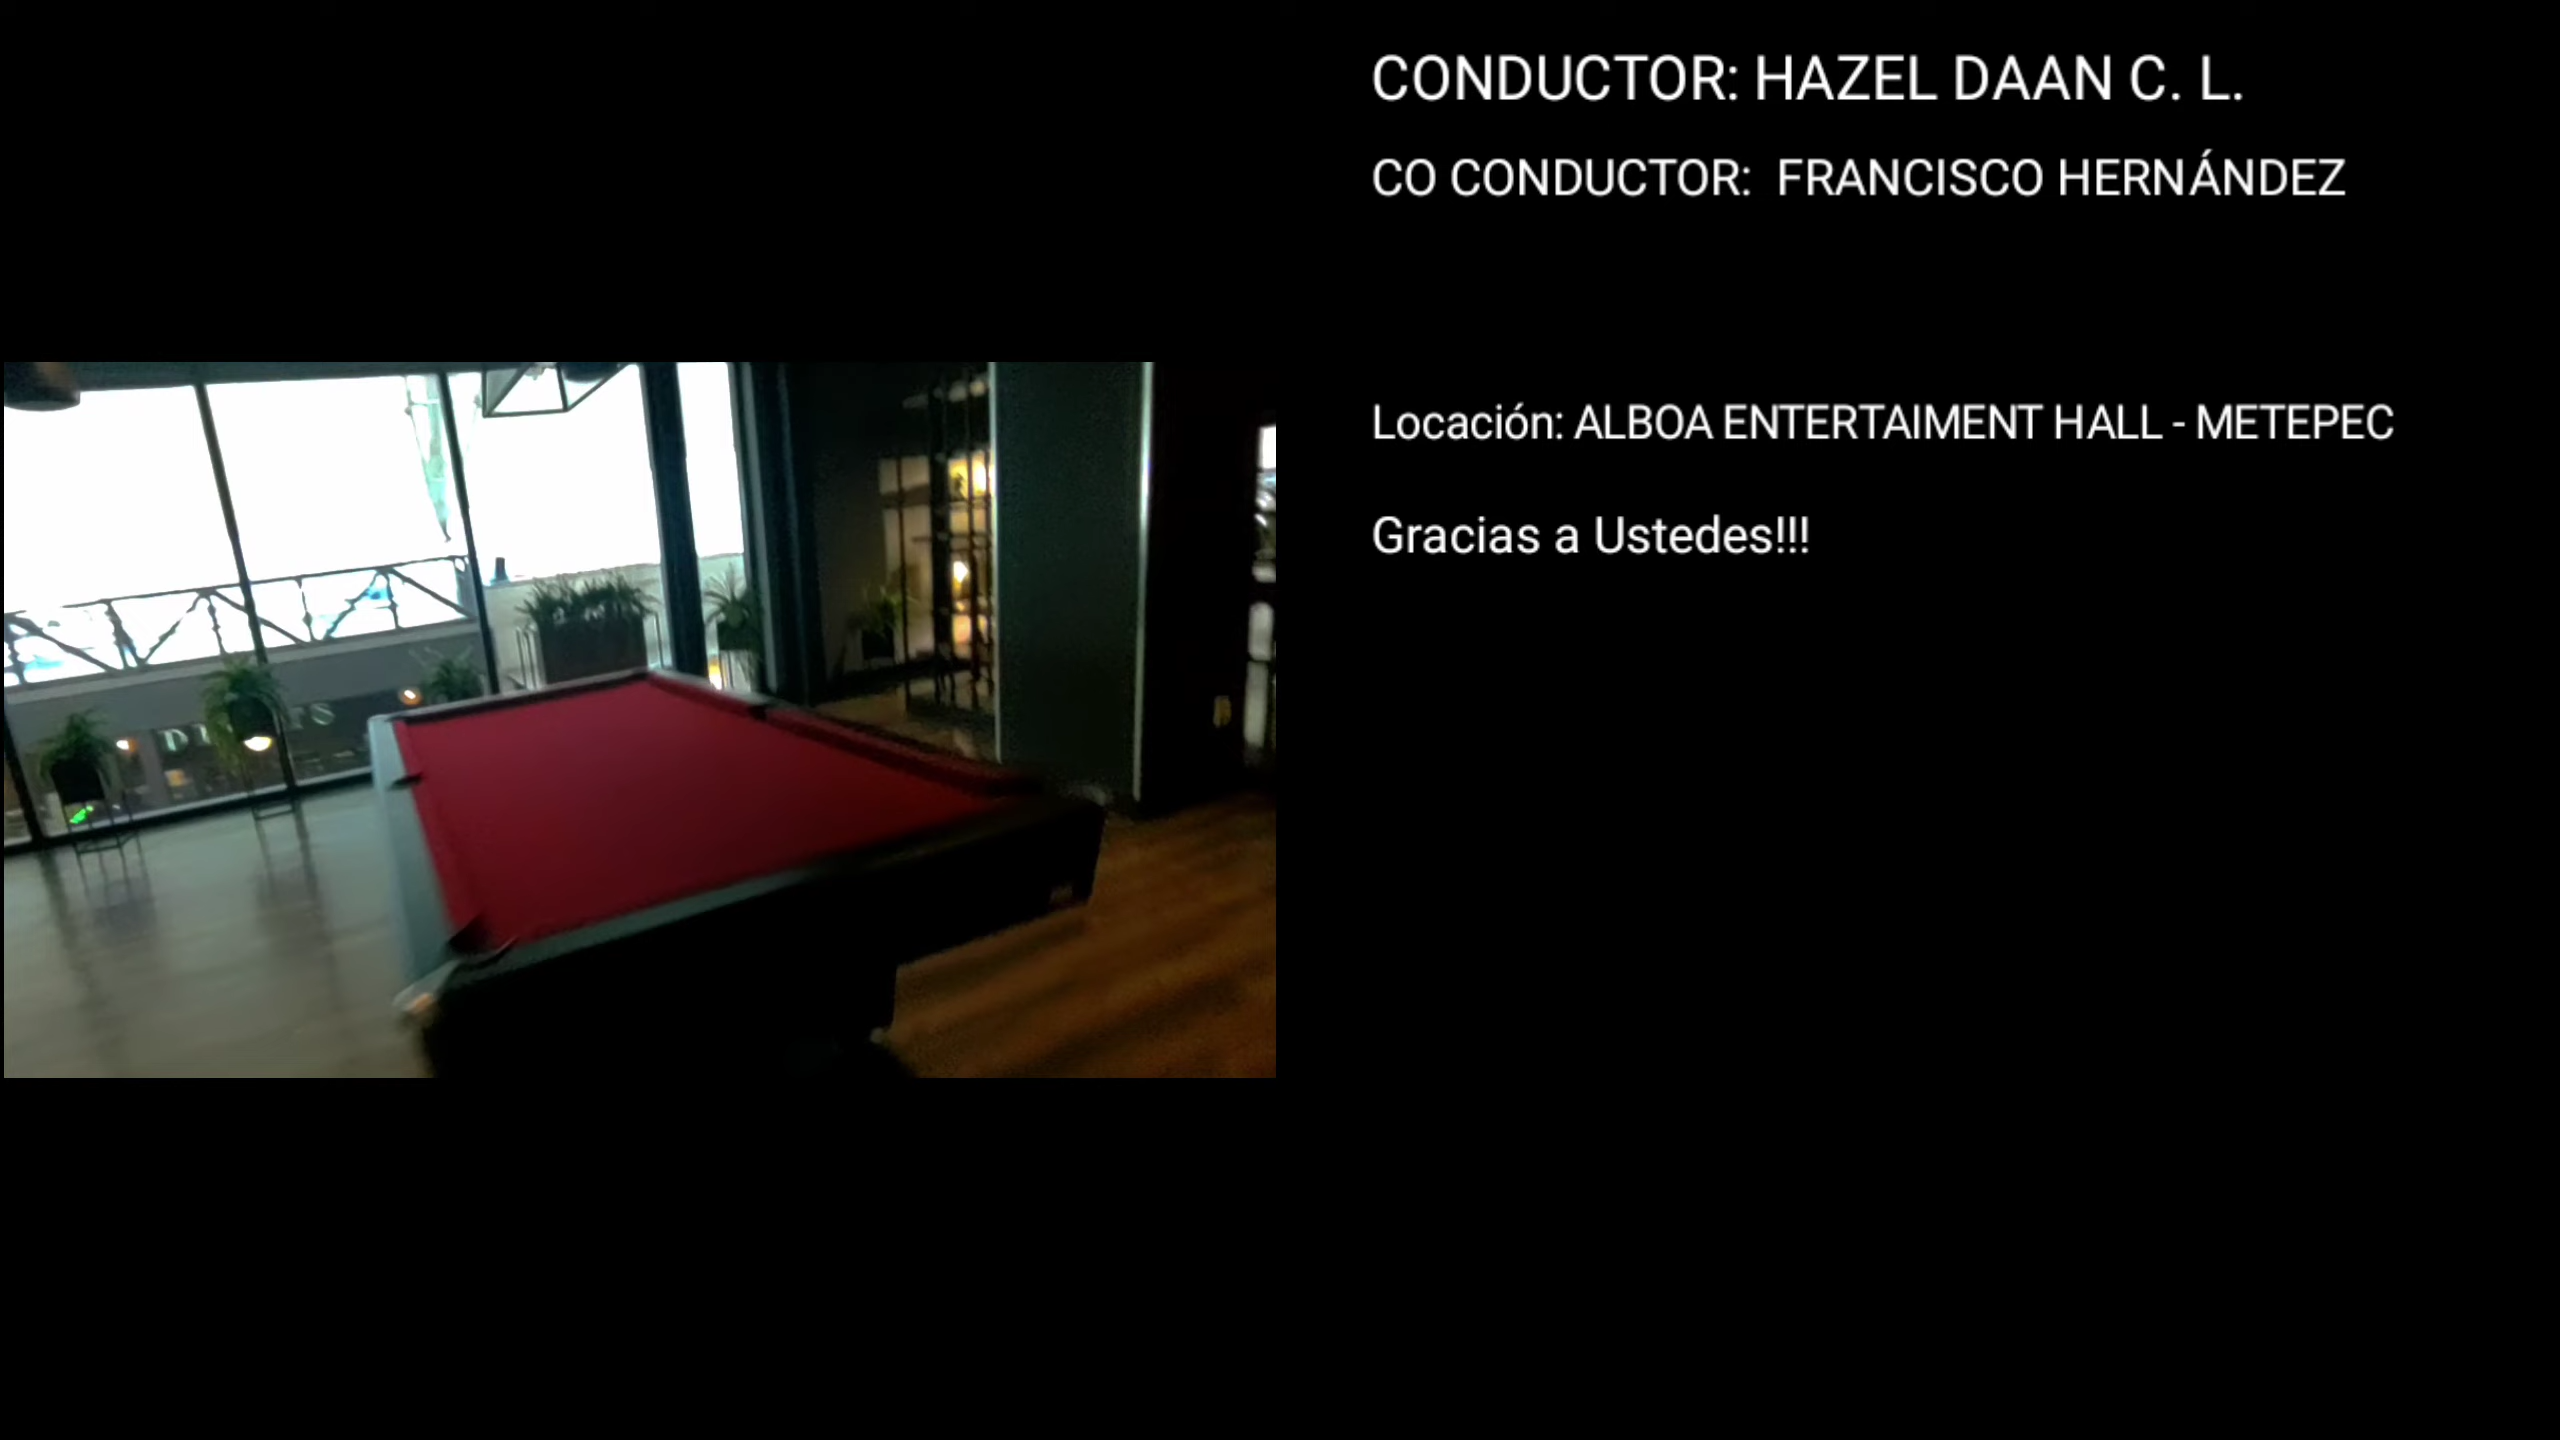 CONDUCTOR: HAZEL DAAN C. L.
CO CONDUCTOR: FRANCISCO HERNÁNDEZ
Locación: ALBOA ENTERTAIMENT HALL - METEPEC
Gracias a Ustedes!!!